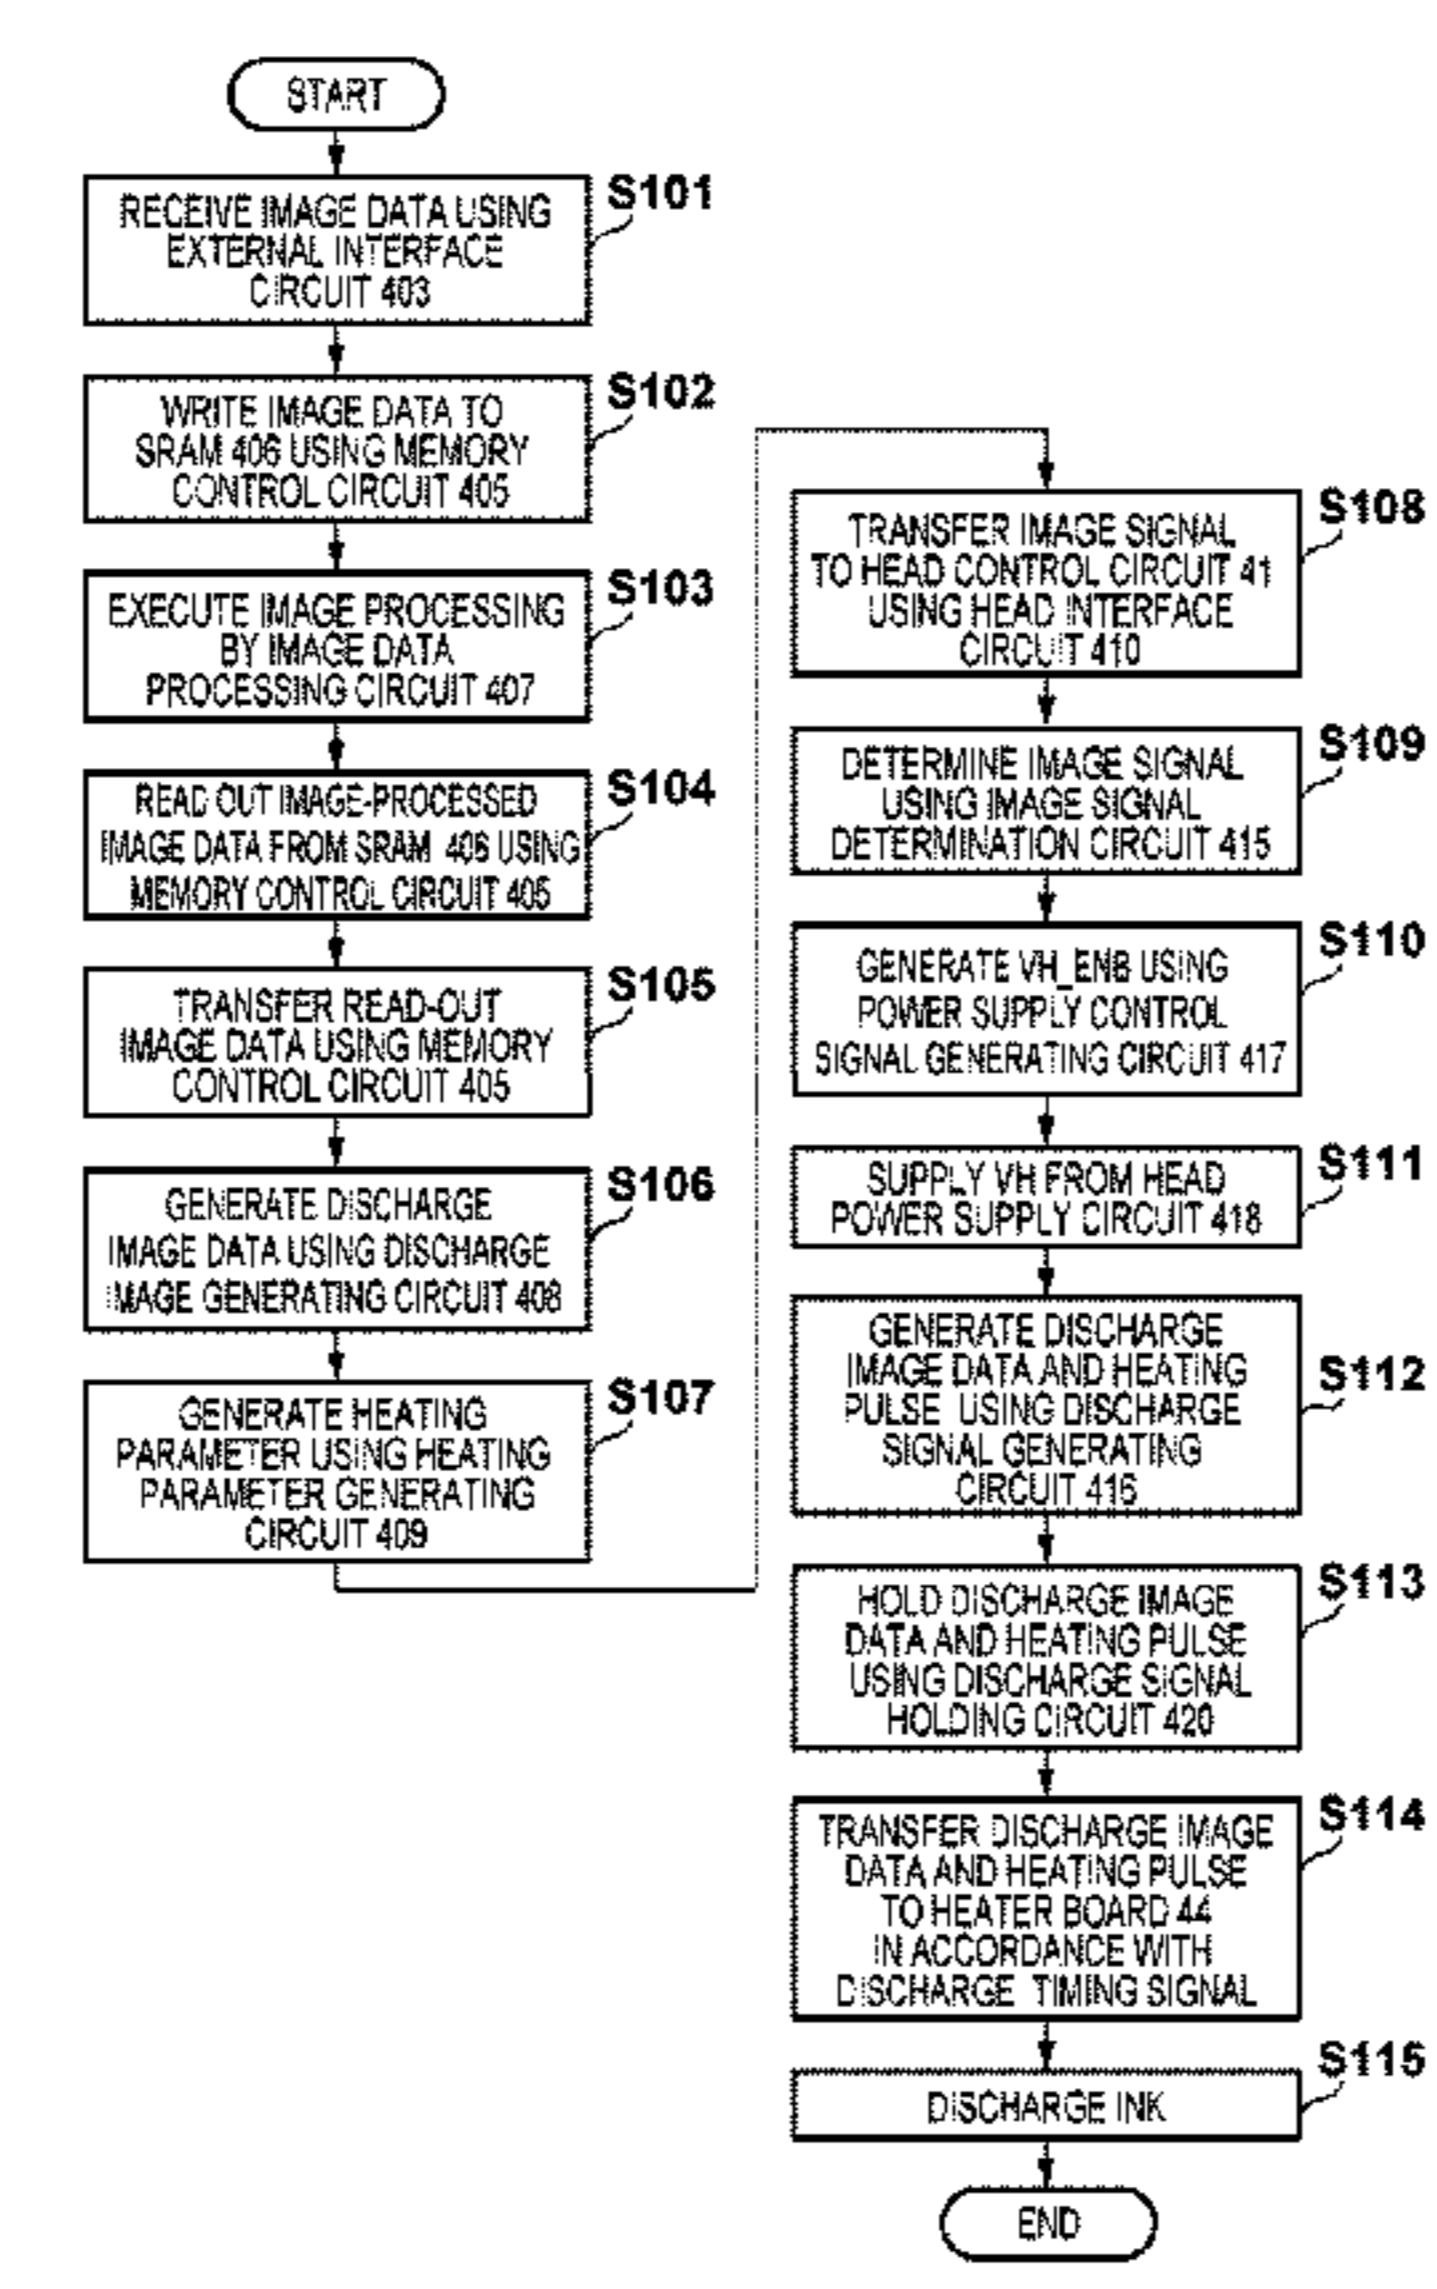 START
S101
RECEIVE IMAGE DATA USING
EXTERNAL INTERFACE
CIRCUIT 403
S102
WRITE IMAGE DATA TO
SRAM 406 USING MEMORY
CONTROL CIRCUIT 405
S103
EXECUTE IMAGE PROCESSING
BY IMAGE DATA
PROCESSING CIRCUIT 407
S104
READ OUT IMAGE-PROCESSED
IMAGE DATA FROM SRAM 406 USING
MEMORY CONTROL CIRCUIT 405
S105
TRANSFER READ-OUT
IMAGE DATA USING MEMORY
CONTROL CIRCUIT 405
S106
GENERATE DISCHARGE
IMAGE DATA USING DISCHARGE
IMAGE GENERATING CIRCUIT 408
S107
GENERATE HEATING
PARAMETER USING HEATING
PARAMETER GENERATING
CIRCUIT 409
S108
TRANSFER IMAGE SIGNAL
TO HEAD CONTROL CIRCUIT 41
USING HEAD INTERFACE
CIRCUIT 410
S109
DETERMINE IMAGE SIGNAL
USING IMAGE SIGNAL
DETERMINATION CIRCUIT 415
S110
GENERATE VH_ENB USING
POWER SUPPLY CONTROL
SIGNAL GENERATING CIRCUIT 417
S111
SUPPLY VH FROM HEAD
POWER SUPPLY CIRCUIT 418
S112
GENERATE DISCHARGE
IMAGE DATA AND HEATING
PULSE USING DISCHARGE
SIGNAL GENERATING
CIRCUIT 416
S113
HOLD DISCHARGE IMAGE
DATA AND HEATING PULSE
USING DISCHARGE SIGNAL
HOLDING CIRCUIT 420
S114
TRANSFER DISCHARGE IMAGE
DATA AND HEATING PULSE
TO HEATER BOARD 44
IN ACCORDANCE WITH
DISCHARGE TIMING SIGNAL
S115
DISCHARGE INK
END